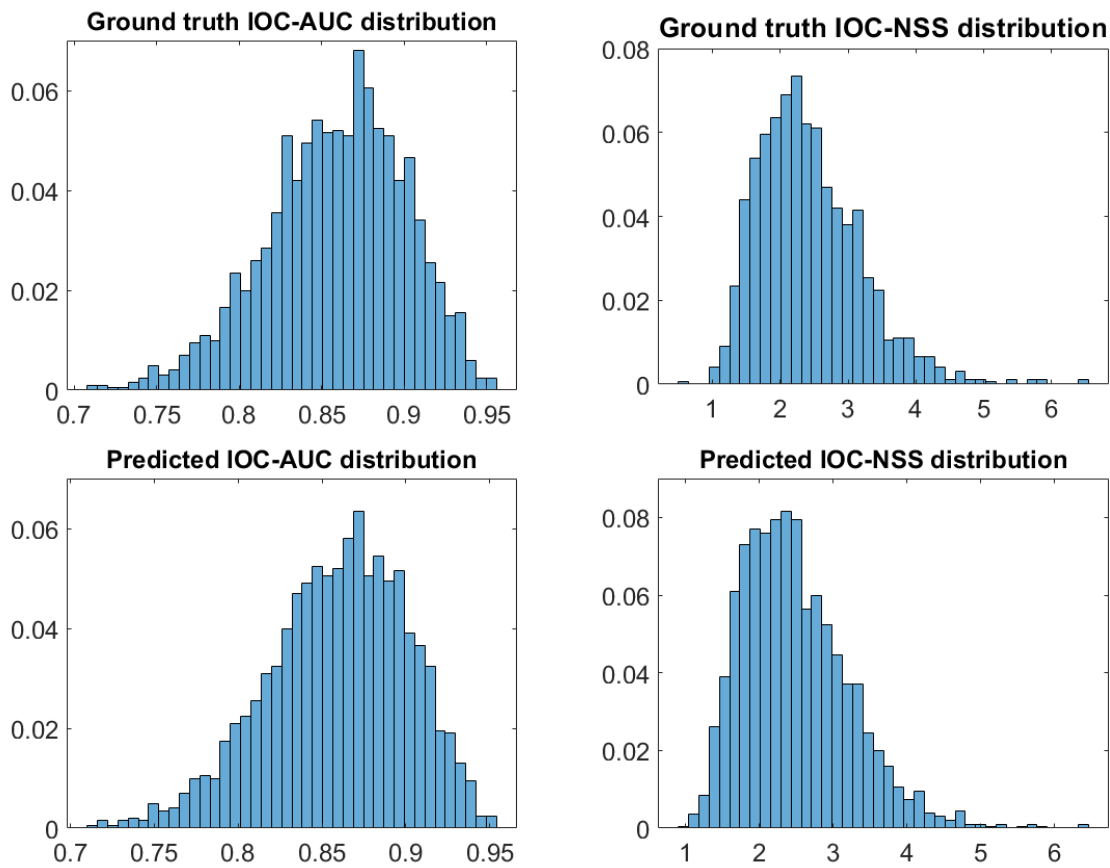 Ground truth IOC-AUC distribution
0.06
0.04
0.02
0
0.7 0.75 0.8 0.85 0.9 0.95
Ground truth IOC-NSS distribution
0.08
0.06
0.04
0.02
0
1 2 3 4 5 6
Predicted IOC-AUC distribution
0.06
0.04
0.02
0
0.7 0.75 0.8 0.85 0.9 0.95
Predicted IOC-NSS distribution
0.08
0.06
0.04
0.02
0
1 2 3 4 5 6